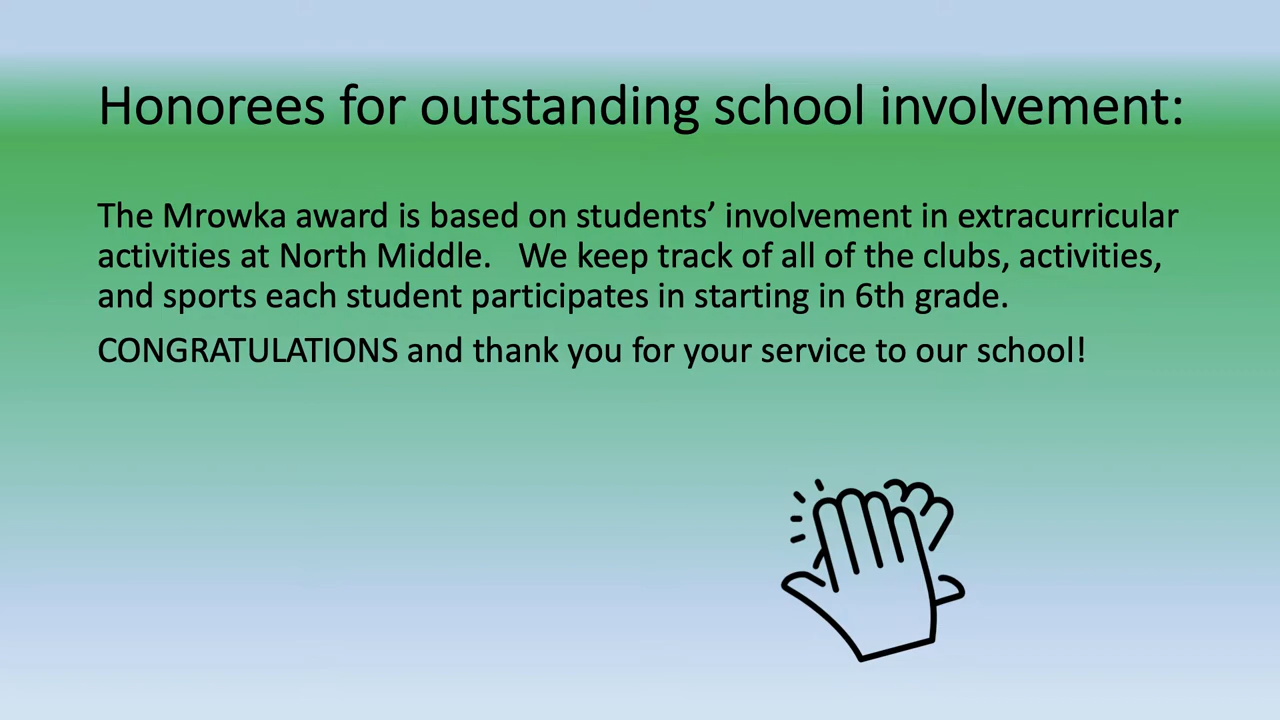 Honorees for outstanding school involvement:
The Mrowka award is based on students’ involvement in extracurricular
activities at North Middle.   We keep track of all of the clubs, activities,
and sports each student participates in starting in 6th grade.
CONGRATULATIONS and thank you for your service to our school!